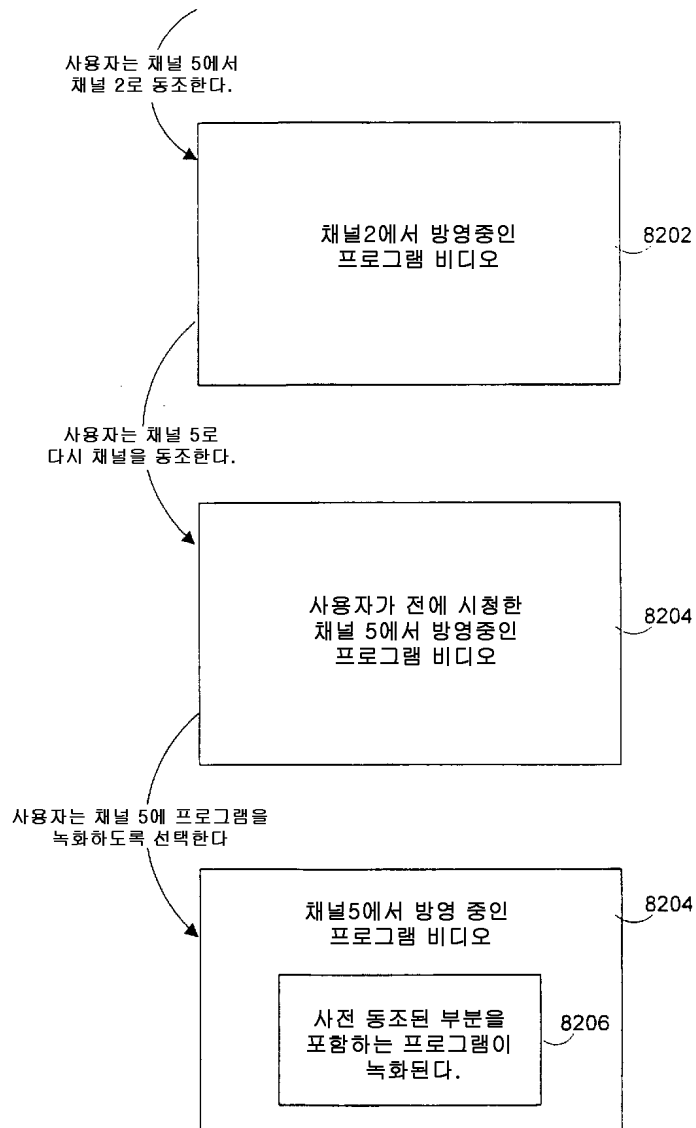 사용자는 채널 5에서
채널 2로 동조한다.
채널2에서 방영중인
프로그램 비디오
8202
사용자는 채널 5로
다시 채널을 동조한다.
사용자가 전에 시청한
채널 5에서 방영중인
프로그램 비디오
8204
사용자는 채널 5에 프로그램을
녹화하도록 선택한다
채널5에서 방영 중인
프로그램 비디오
8204
사전 동조된 부분을
포함하는 프로그램이
녹화된다.
8206